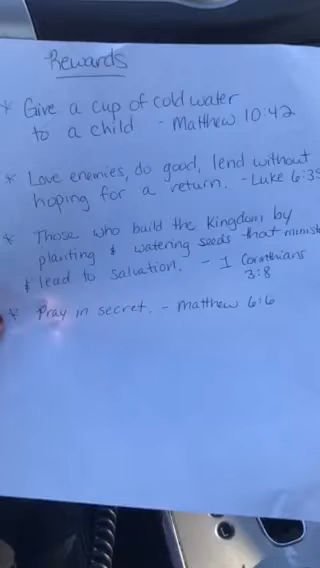 Rewards
* Give a cup of cold water
to a child - Matthew 10:42
* Love enemies, do good, lend without
hoping for a return. - Luke 6:35
* Those who build the Kingdom by
planting & watering seeds that
& lead to salvation. - 1 Corinthians
3:8
* Pray in secret. - Matthew 6:6